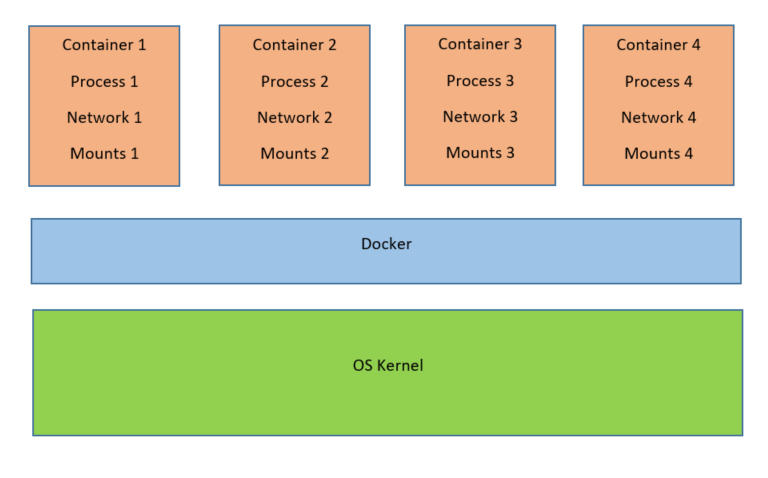 Container 1
Process 1
Network 1
Mounts 1
Container 2
Process 2
Network 2
Mounts 2
Container 3
Process 3
Network 3
Mounts 3
Container 4
Process 4
Network 4
Mounts 4
Docker
OS Kernel